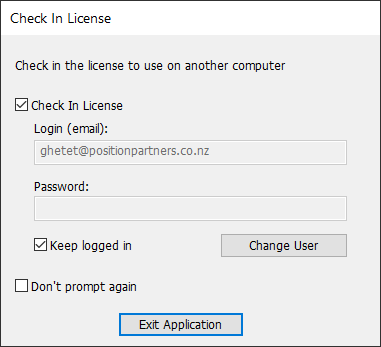 Check In License
Check in the license to use on another computer
Check In License
Login (email):
ghetet@positionpartners.co.nz
Password:
Keep logged in
Change User
Don't prompt again
Exit Application